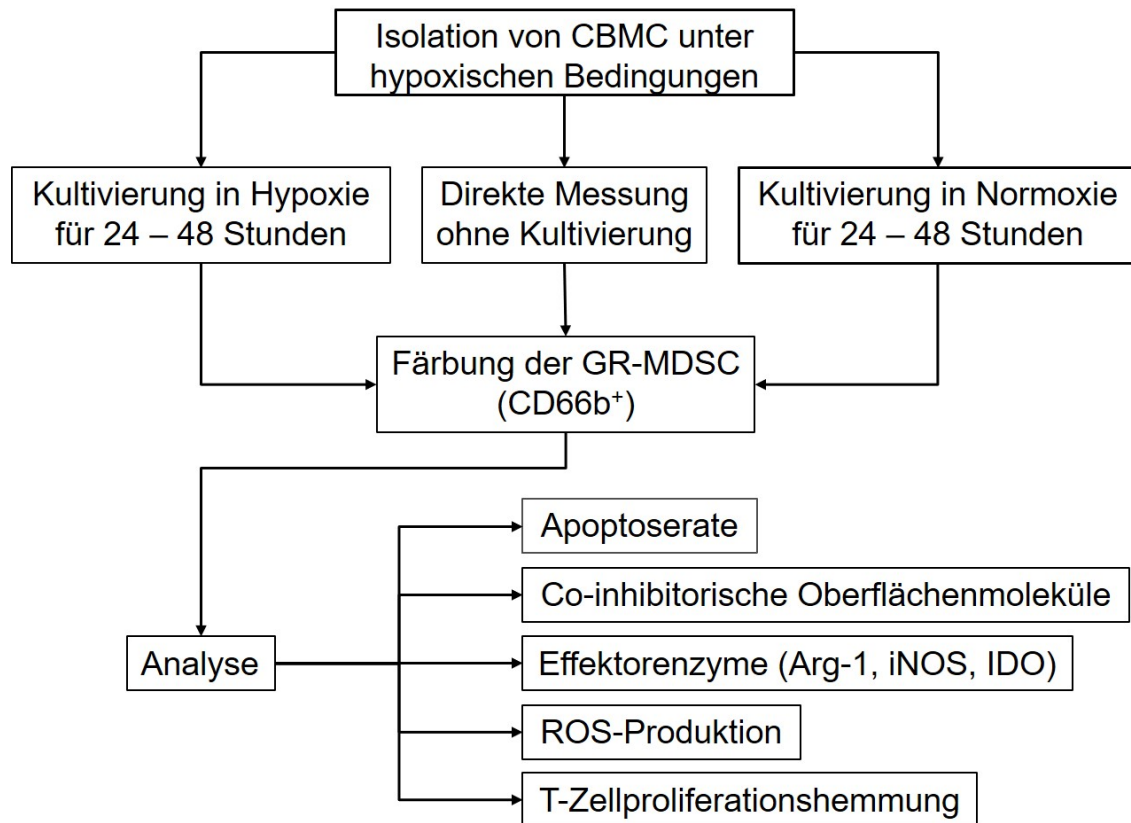 Isolation von CBMC unter
hypoxischen Bedingungen
Kultivierung in Hypoxie
für 24 – 48 Stunden
Direkte Messung
ohne Kultivierung
Kultivierung in Normoxie
für 24 – 48 Stunden
Färbung der GR-MDSC
(CD66b⁺)
Analyse
Apoptoserate
Co-inhibitorische Oberflächenmoleküle
Effektorenzyme (Arg-1, iNOS, IDO)
ROS-Produktion
T-Zellproliferationshemmung